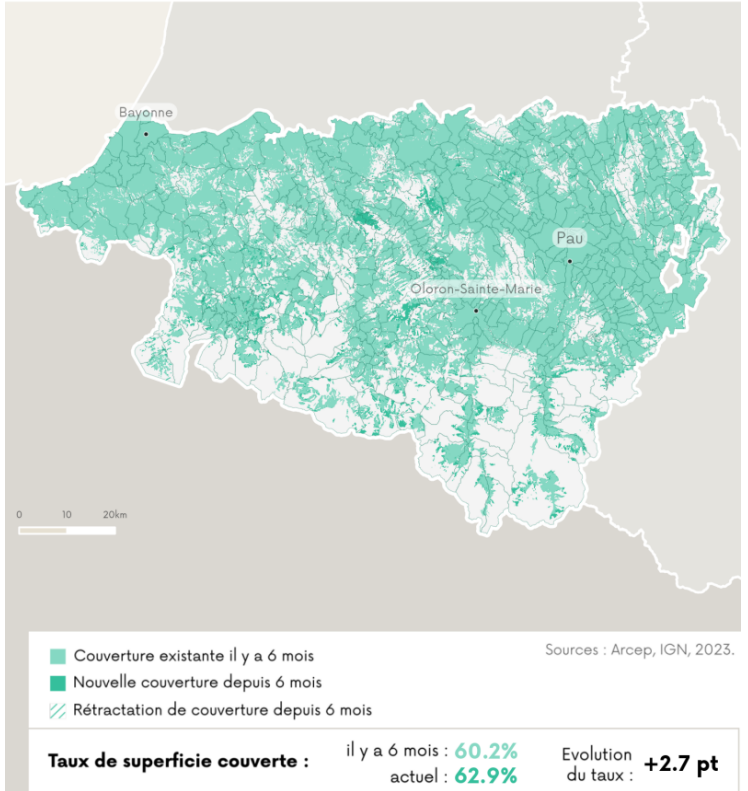 Bayonne
Pau
Oloron-Sainte-Marie
0 10 20km
Couverture existante il y a 6 mois
Sources : Arcep, IGN, 2023.
Nouvelle couverture depuis 6 mois
Rétractation de couverture depuis 6 mois
Taux de superficie couverte :
il y a 6 mois : 60.2%
actuel : 62.9%
Evolution
du taux : +2.7 pt